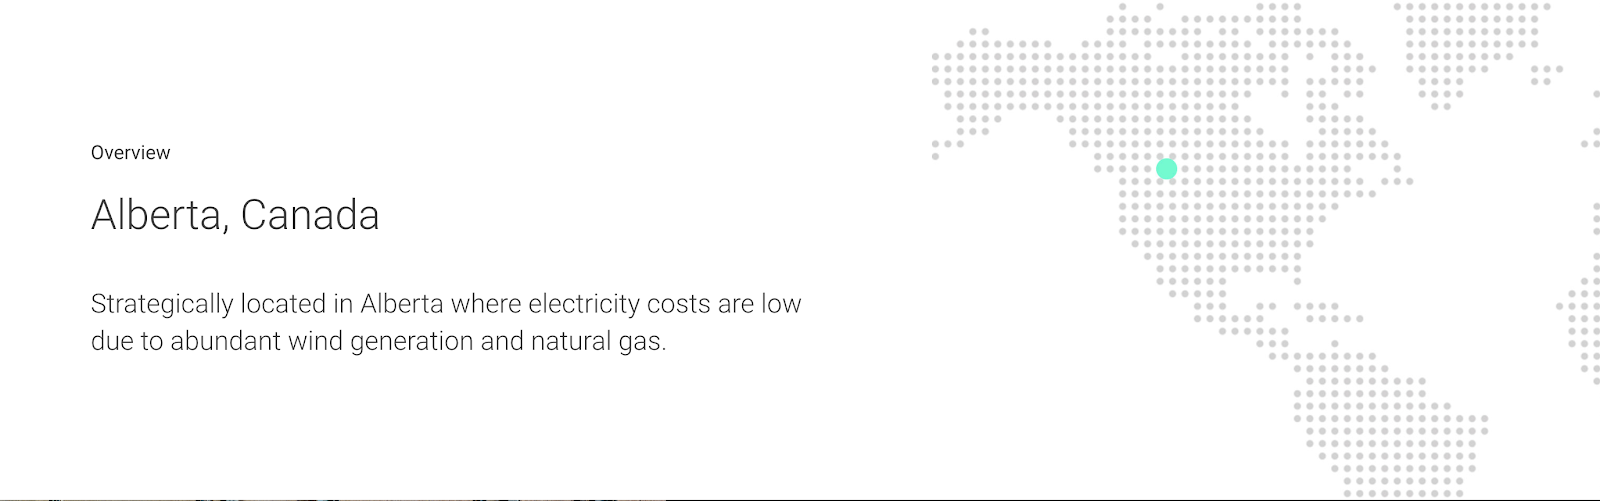 Overview
Alberta, Canada
Strategically located in Alberta where electricity costs are low
due to abundant wind generation and natural gas.